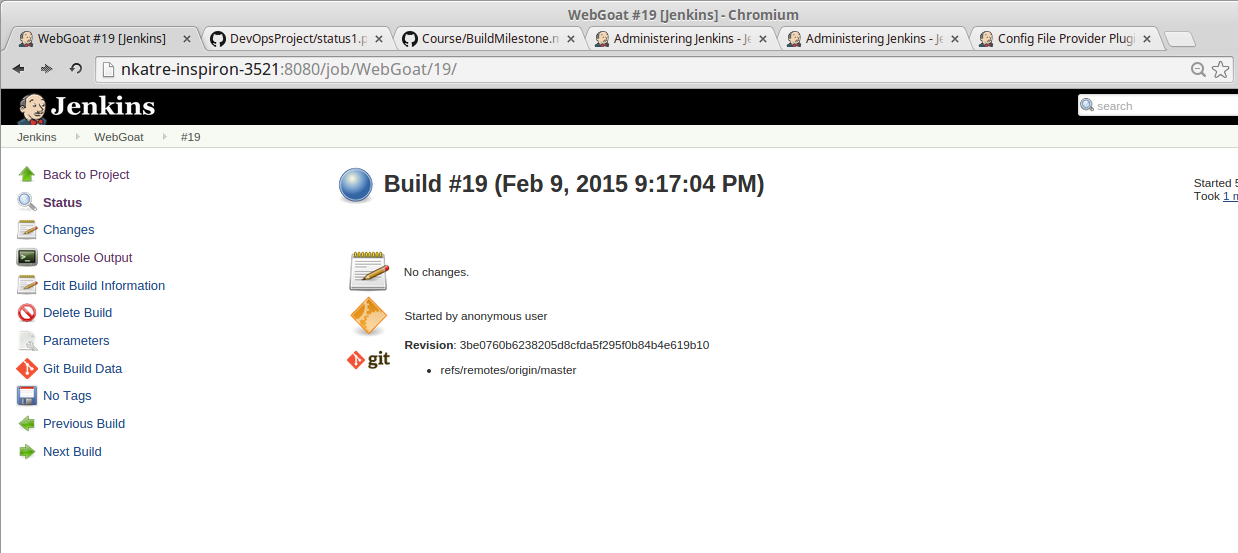 WebGoat #19 [Jenkins] - Chromium
WebGoat #19 [Jenkins]
DevOpsProject/status1.p
Course/BuildMilestone.m
Administering Jenkins - Je
Administering Jenkins - Je
Config File Provider Plugi
nkatre-inspiron-3521:8080/job/WebGoat/19/
Jenkins
search
Jenkins WebGoat #19
Back to Project
Status
Changes
Console Output
Edit Build Information
Delete Build
Parameters
Git Build Data
No Tags
Previous Build
Next Build
Build #19 (Feb 9, 2015 9:17:04 PM)
Started 5
Took 1 m
No changes.
Started by anonymous user
Revision: 3be0760b6238205d8cfda5f295f0b84b4e619b10
git
refs/remotes/origin/master